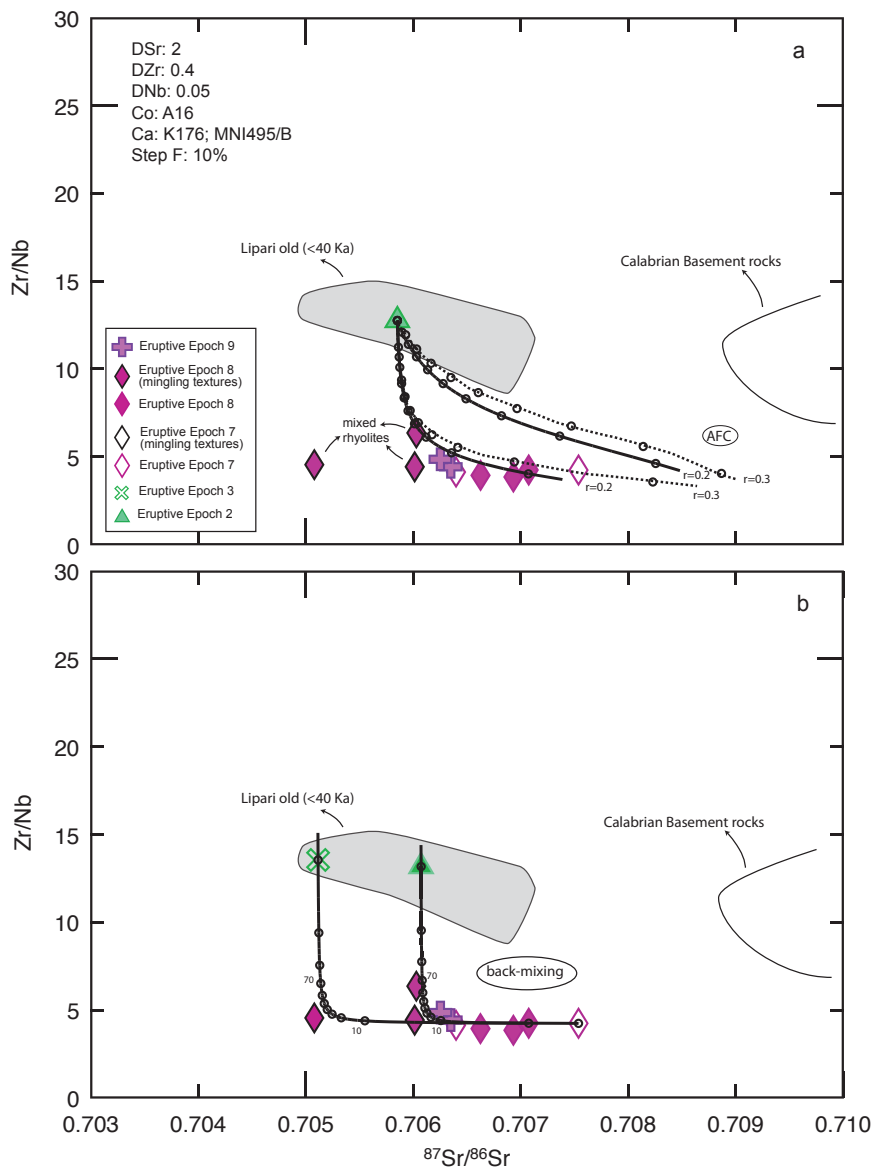 30
25
20
15
10
5
0
Zr/Nb
a
DSr: 2
DZr: 0.4
DNb: 0.05
Co: A16
Ca: K176; MNI495/B
Step F: 10%
Lipari old (<40 Ka)
Calabrian Basement rocks
Eruptive Epoch 9
Eruptive Epoch 8
(mingling textures)
Eruptive Epoch 8
Eruptive Epoch 7
(mingling textures)
Eruptive Epoch 7
Eruptive Epoch 3
Eruptive Epoch 2
mixed
rhyolites
AFC
r=0.2
r=0.3
r=0.2
r=0.3
30
25
20
15
10
5
0
Zr/Nb
b
Lipari old (<40 Ka)
Calabrian Basement rocks
back-mixing
70
70
10
10
0.703
0.704
0.705
0.706
0.707
0.708
0.709
0.710
⁸⁷Sr/⁸⁶Sr